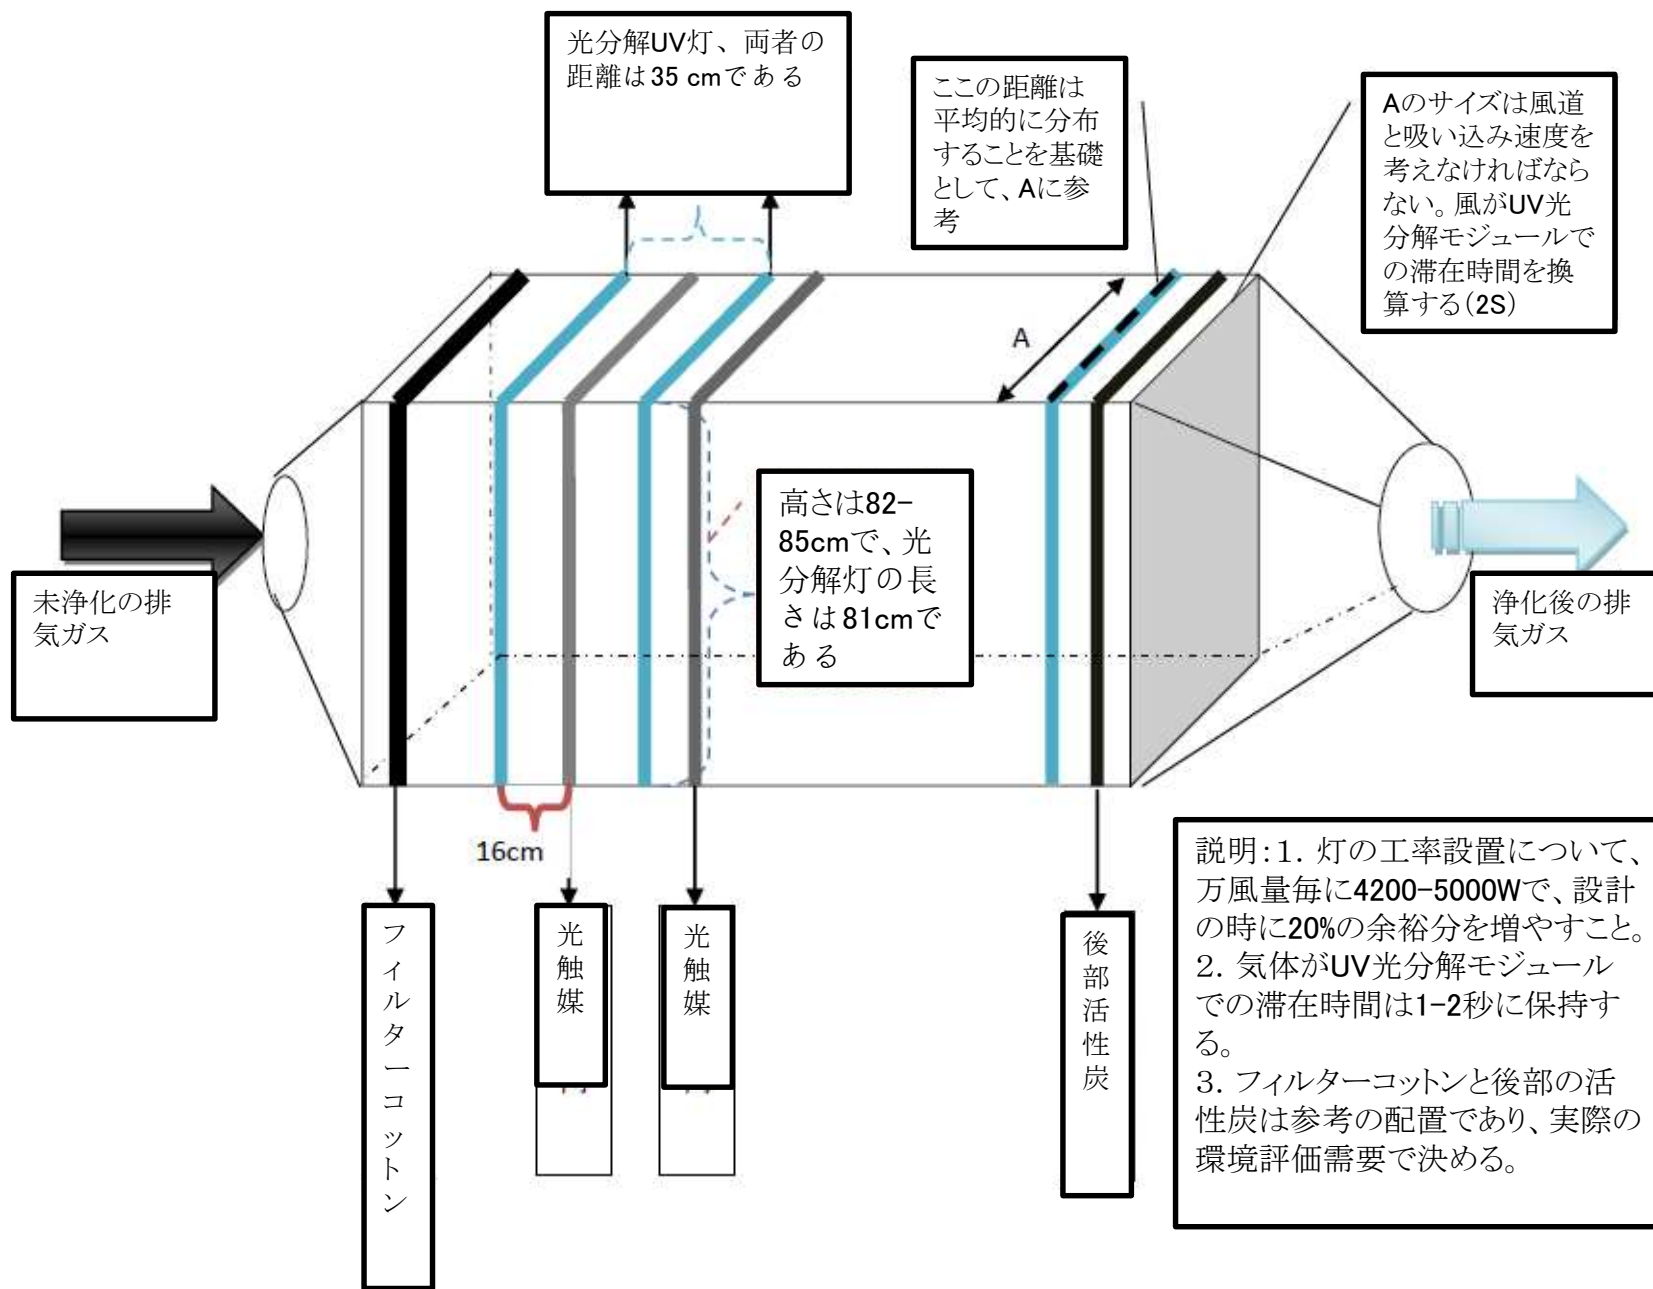 光分解UV灯、両者の
距離は35 cmである
ここの距離は
平均的に分布
することを基礎
として、Aに参
考
Aのサイズは風道
と吸い込み速度を
考えなければなら
ない。風がUV光
分解モジュールで
の滞在時間を換
算する(2S)
A
高さは82-
85cmで、光
分解灯の長
さは81cmで
ある
未浄化の排
気ガス
浄化後の排
気ガス
16cm
フィルターコットン
光触媒
光触媒
後部活性炭
説明:1. 灯の工率設置について、
万風量毎に4200-5000Wで、設計
の時に20%の余裕分を増やすこと。
2. 気体がUV光分解モジュール
での滞在時間は1-2秒に保持す
る。
3. フィルターコットンと後部の活
性炭は参考の配置であり、実際の
環境評価需要で決める。